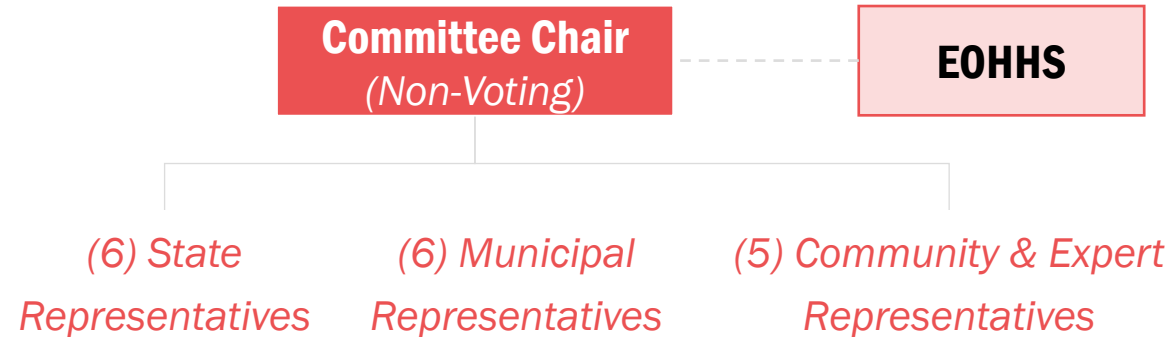 Committee Chair
(Non-Voting)
EOHHS
(6) State
Representatives
(6) Municipal
Representatives
(5) Community & Expert
Representatives